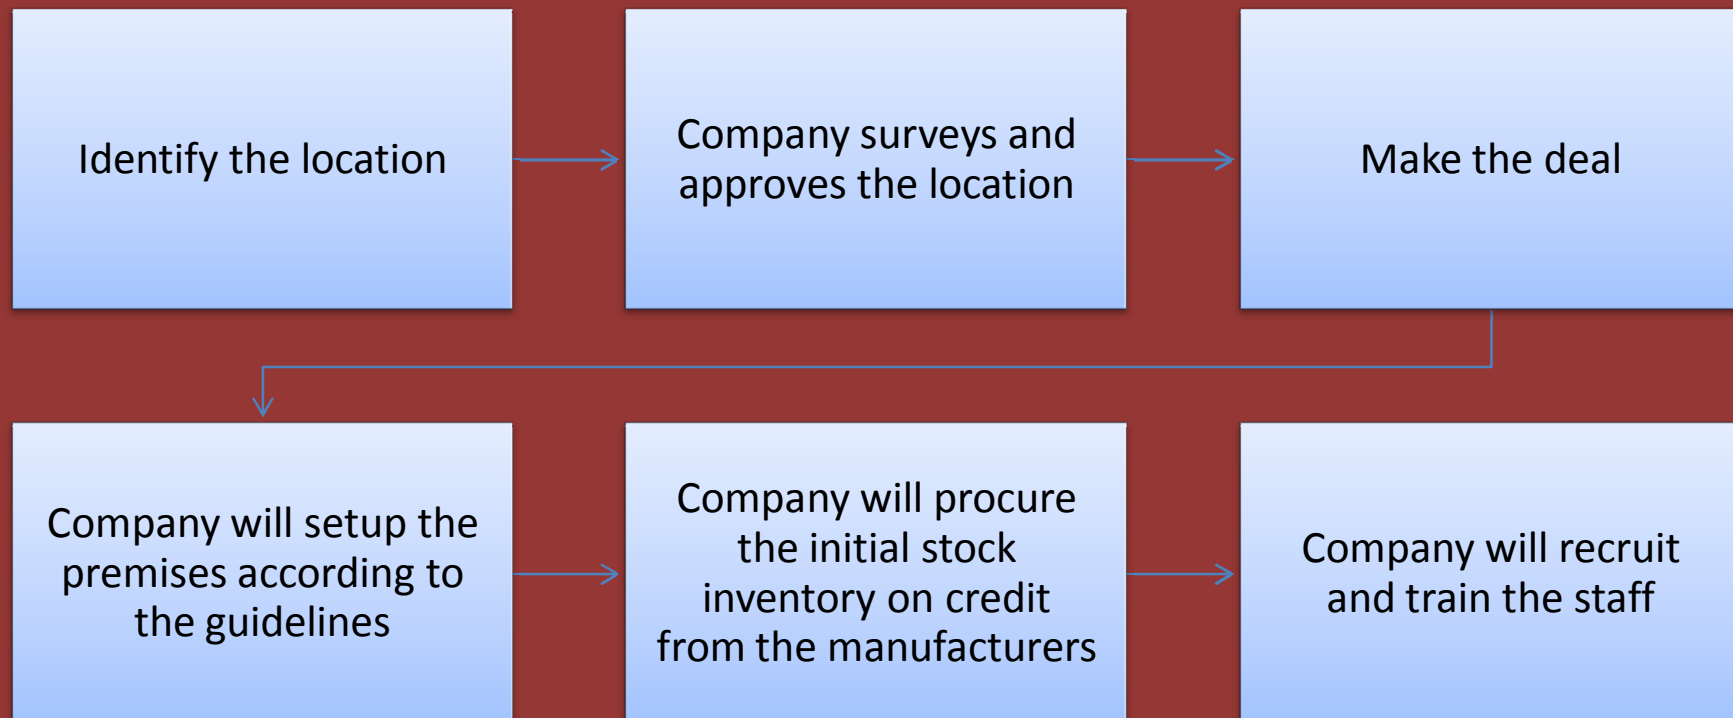 Identify the location
Company surveys and
approves the location
Make the deal
Company will setup the
premises according to
the guidelines
Company will procure
the initial stock
inventory on credit
from the manufacturers
Company will recruit
and train the staff